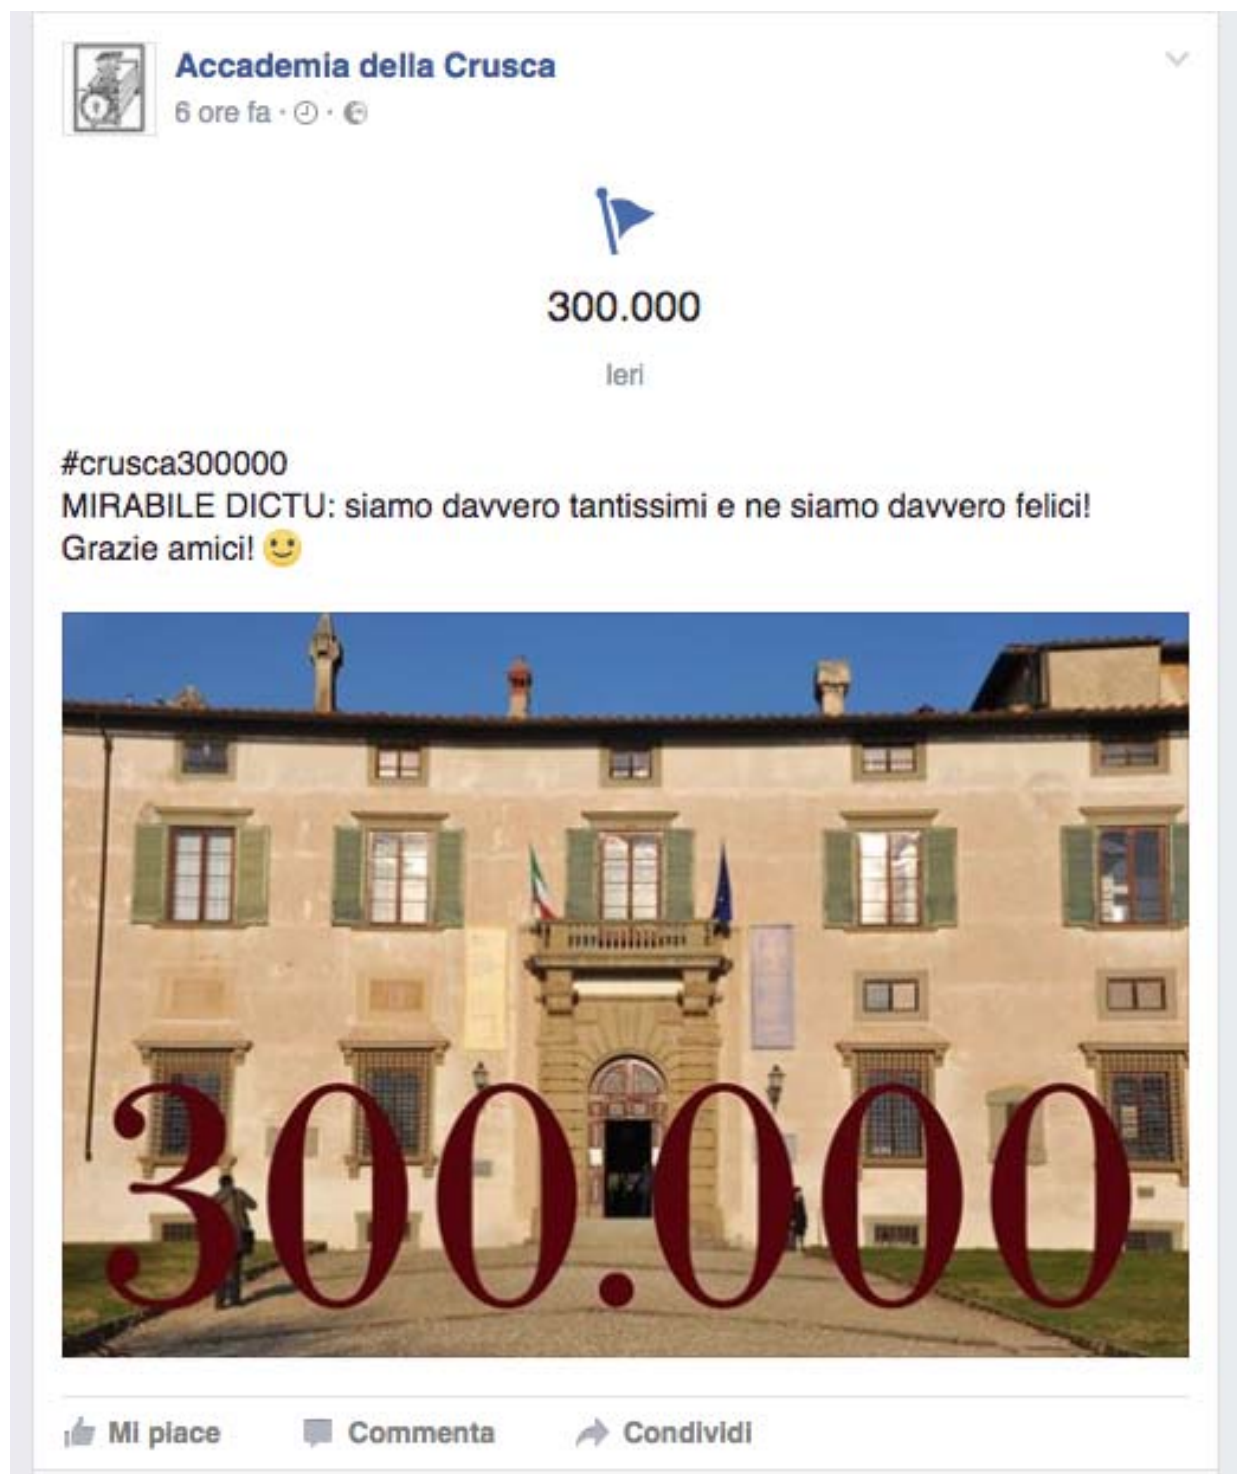 Accademia della Crusca
6 ore fa
300.000
Ieri
#crusca300000
MIRABILE DICTU: siamo davvero tantissimi e ne siamo davvero felici!
Grazie amici!
300.000
Mi piace Commenta Condividi